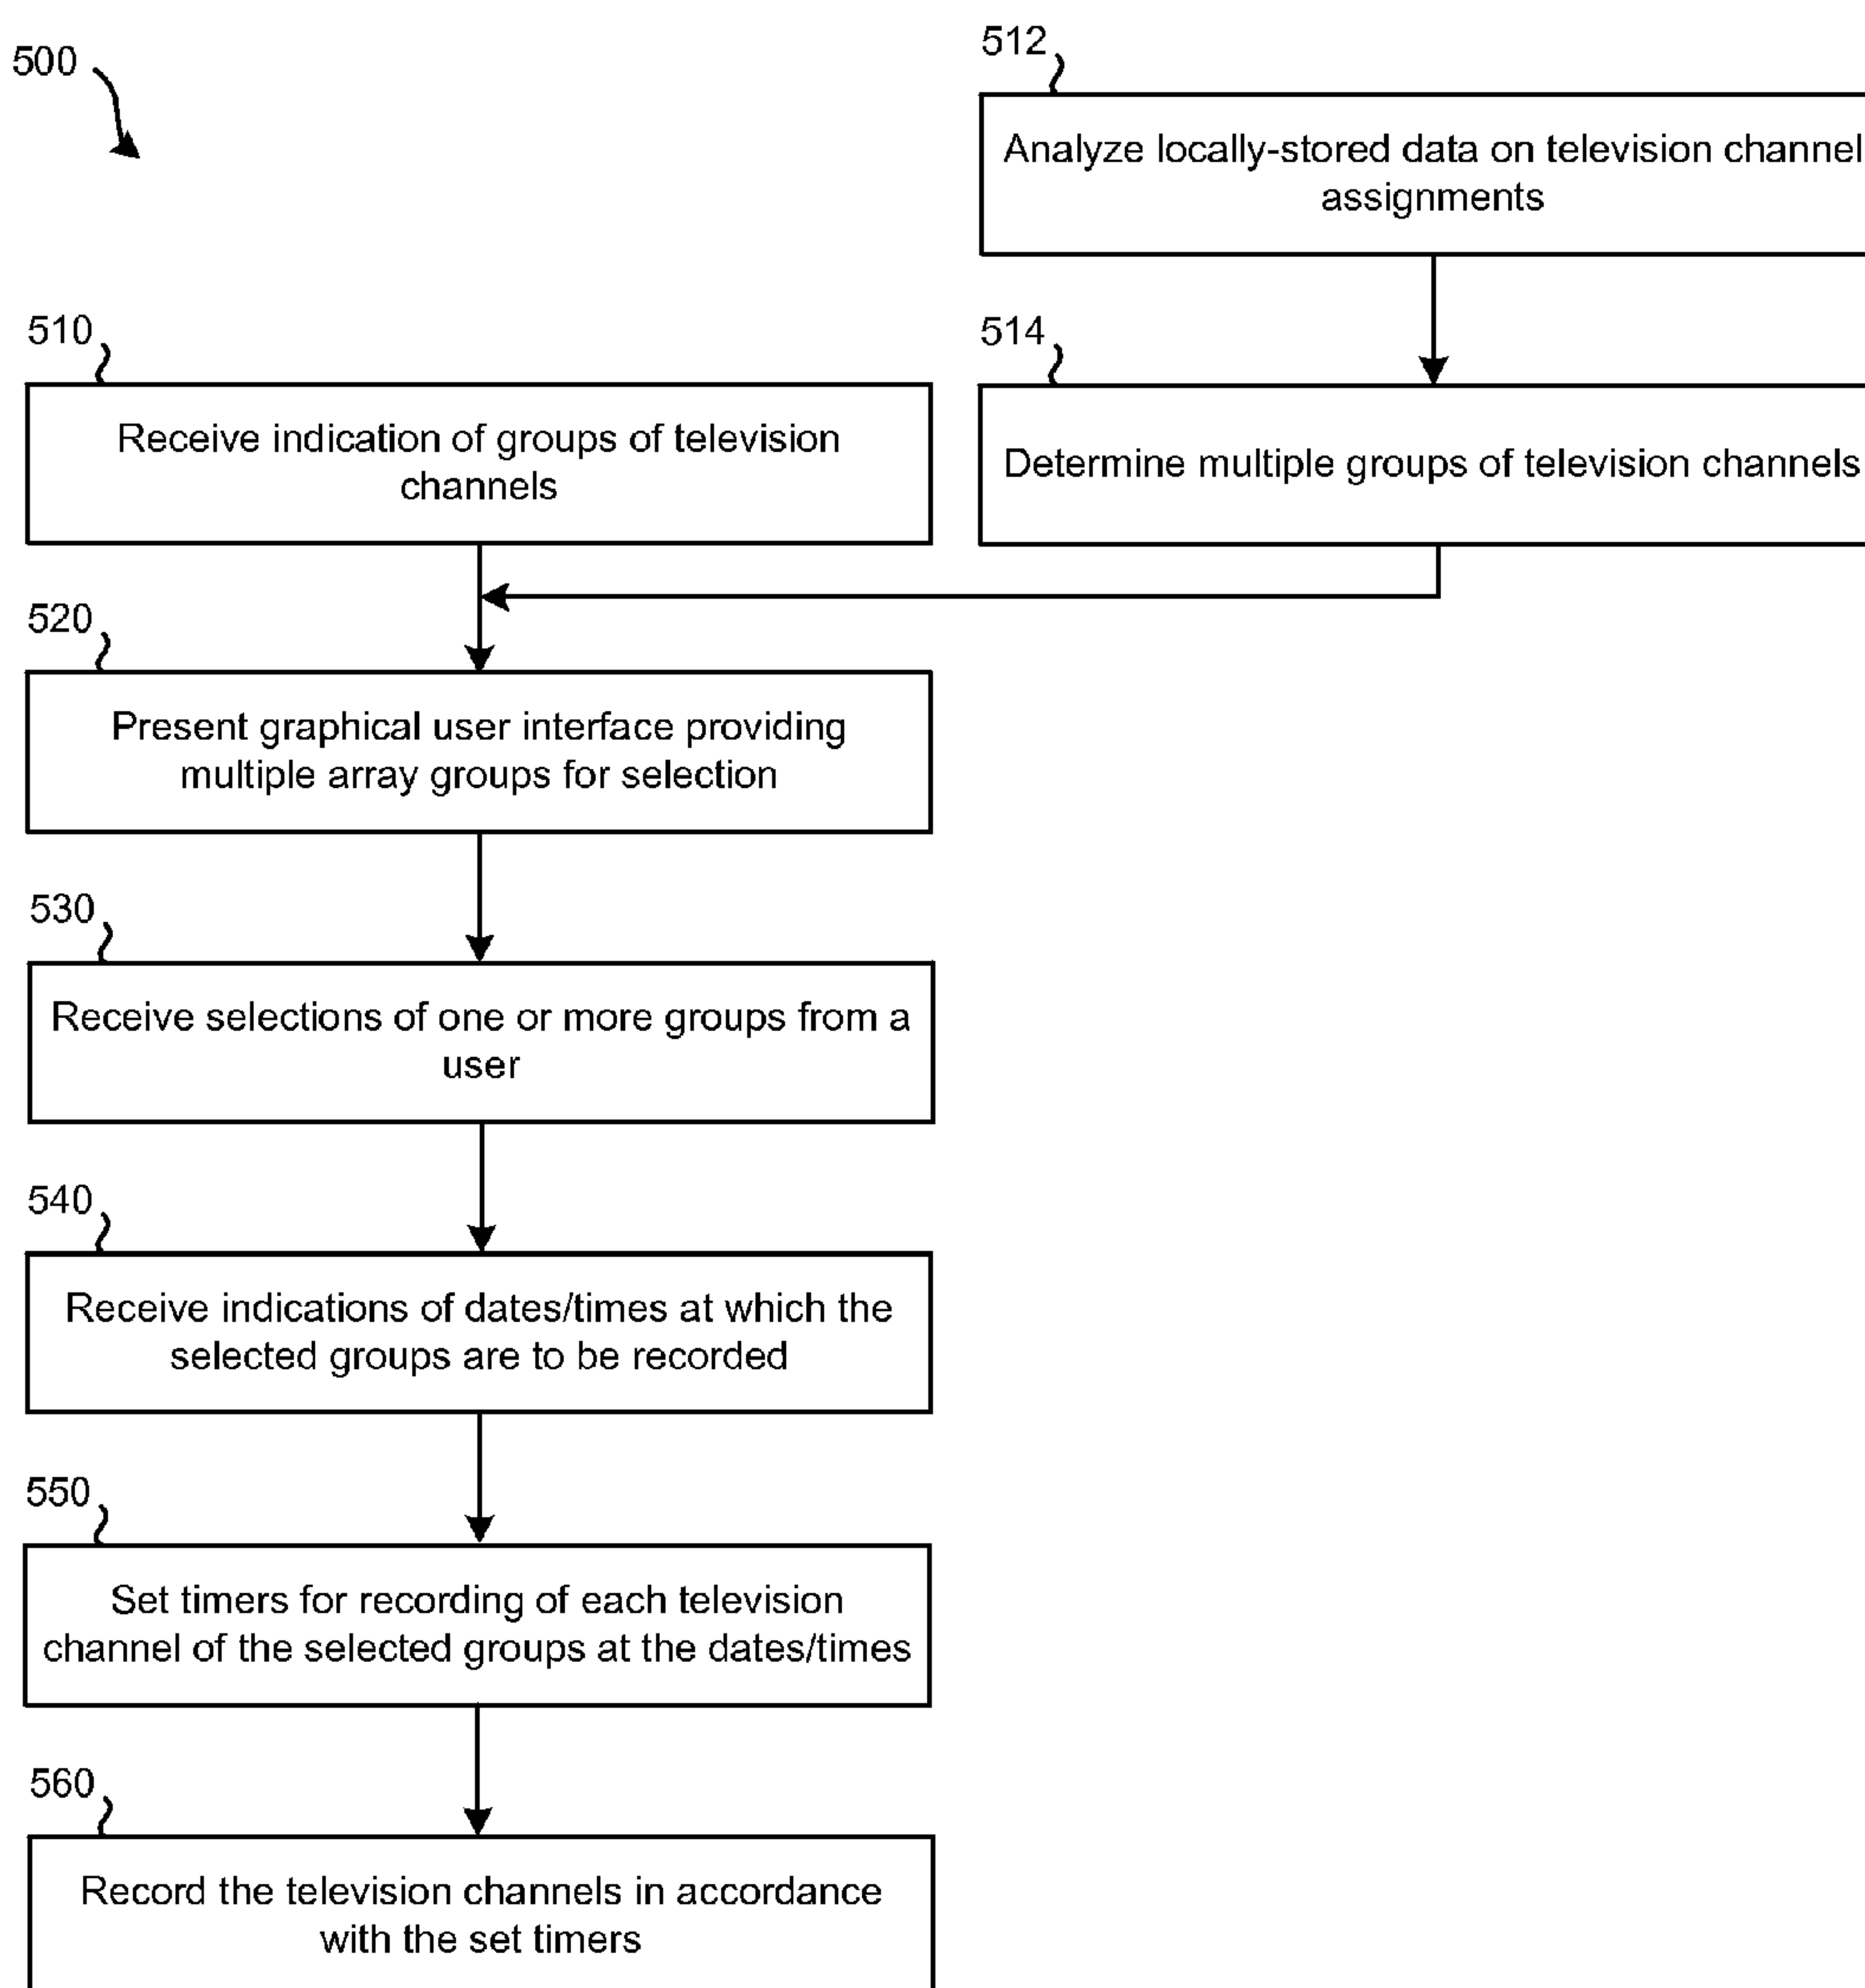 500
512
Analyze locally-stored data on television channel
assignments
510
Receive indication of groups of television
channels
514
Determine multiple groups of television channels
520
Present graphical user interface providing
multiple array groups for selection
530
Receive selections of one or more groups from a
user
540
Receive indications of dates/times at which the
selected groups are to be recorded
550
Set timers for recording of each television
channel of the selected groups at the dates/times
560
Record the television channels in accordance
with the set timers